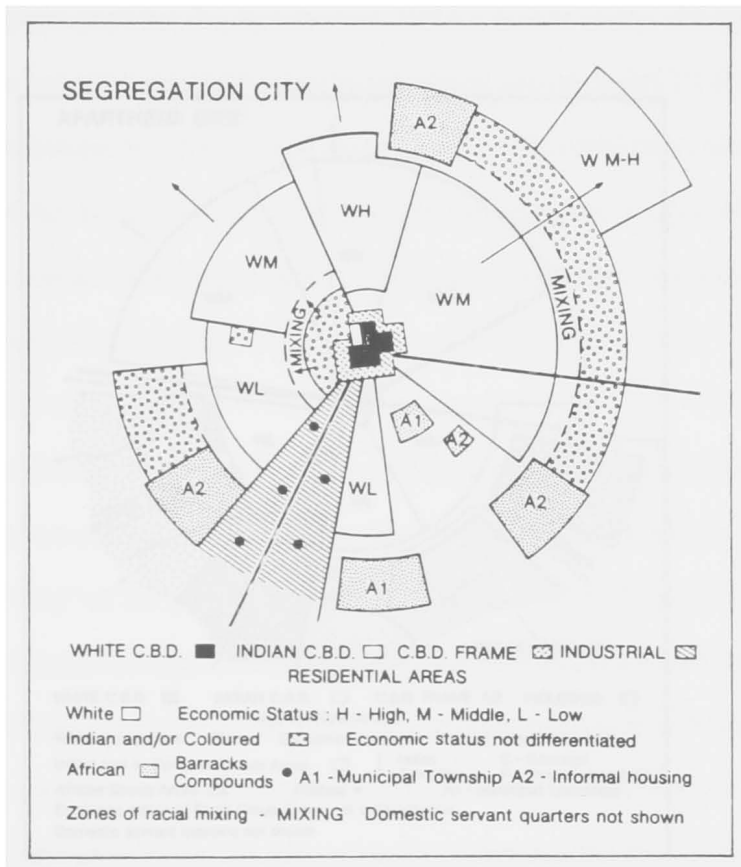 SEGREGATION CITY
A2
W M-H
WH
WM
WM
MIXING
MIXING
WL
A1
A2
A2
WL
A2
A1
WHITE C.B.D. INDIAN C.B.D. C.B.D. FRAME INDUSTRIAL
RESIDENTIAL AREAS
White Economic Status : H - High, M - Middle, L - Low
Indian and/or Coloured Economic status not differentiated
African Barracks Compounds A1 - Municipal Township A2 - Informal housing
Zones of racial mixing - MIXING Domestic servant quarters not shown